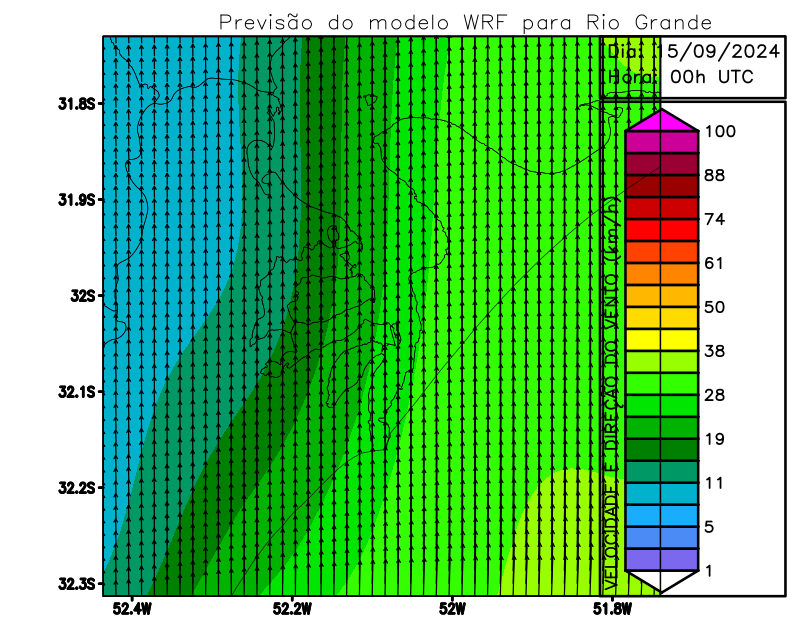 Previsão do modelo WRF para Rio Grande
Dia: 15/09/2024
Hora: 00h UTC
31.8S
31.9S
32S
32.1S
32.2S
32.3S
52.4W
52.2W
52W
51.8W
VELOCIDADE E DIREÇÃO DO VENTO (km/h)
100
88
74
61
50
38
28
19
11
5
1